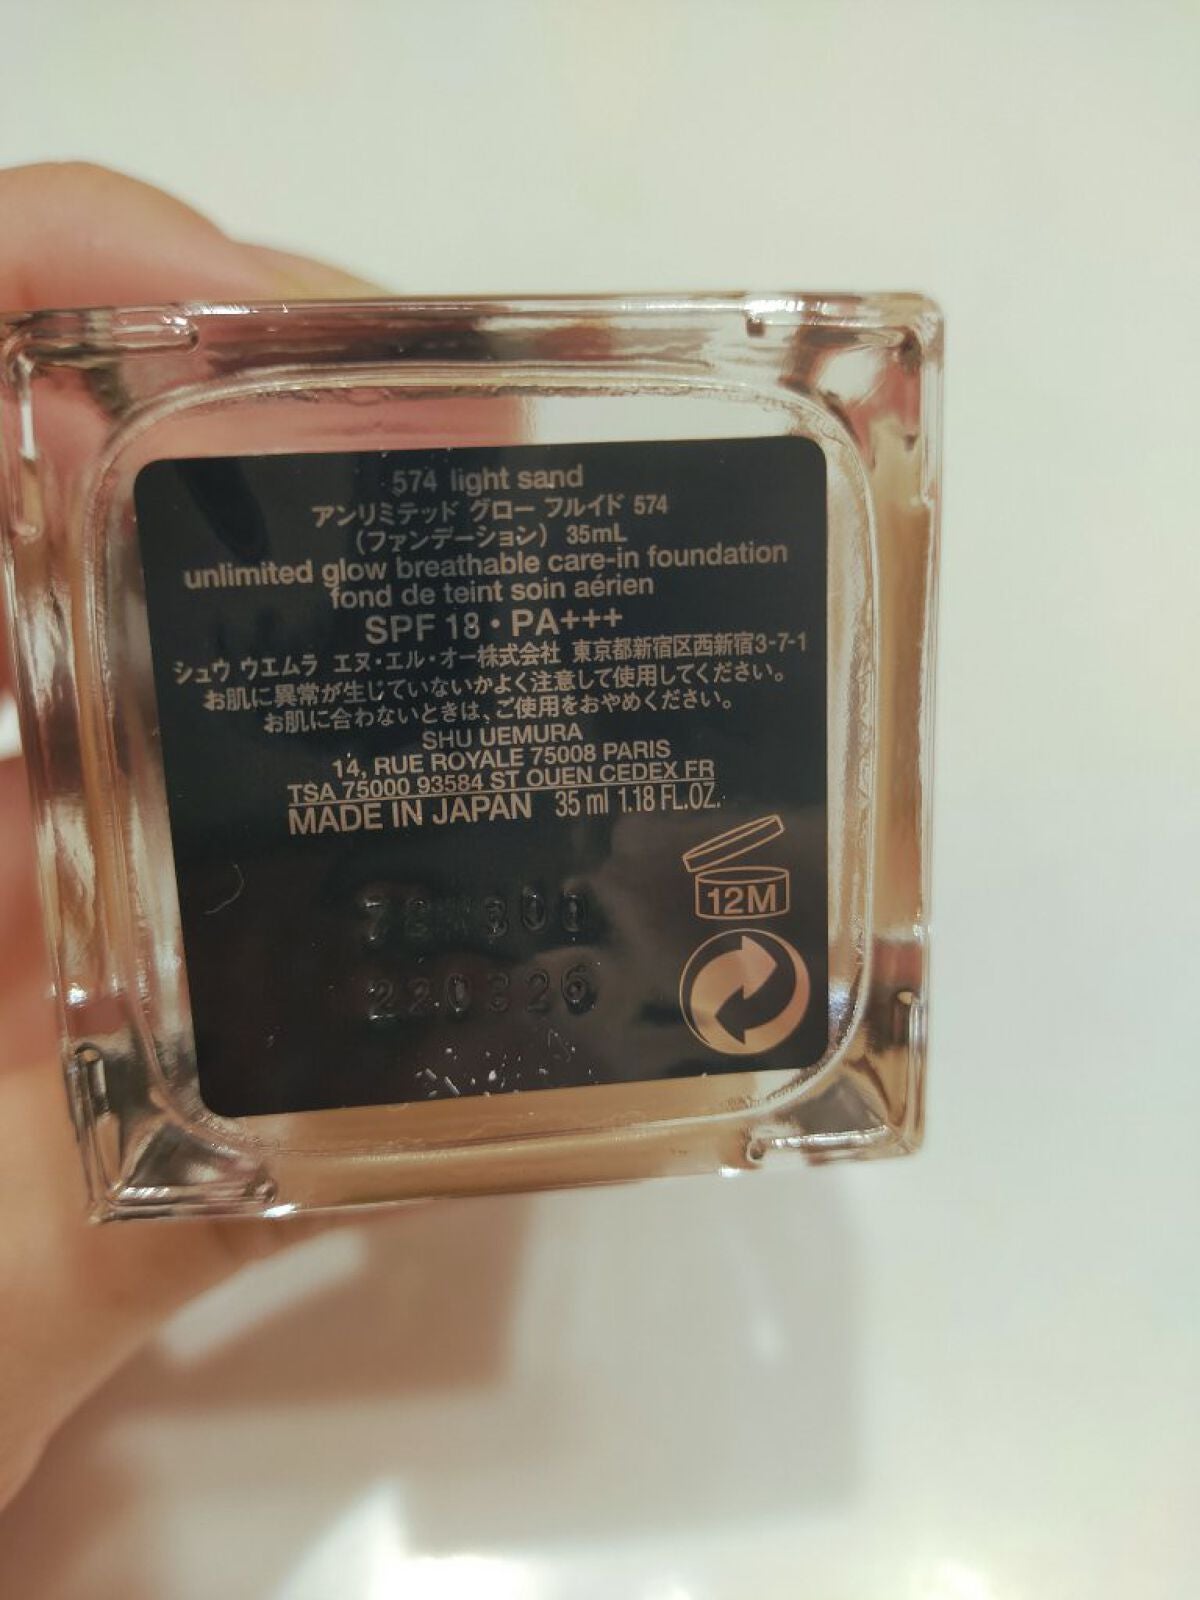 574 light sand
アンリミテッド グロー フルイド 574
（ファンデーション） 35mL
unlimited glow breathable care-in foundation
fond de teint soin aérien
SPF 18・PA+++
シュウ ウエムラ エヌ・エル・オー株式会社 東京都新宿区西新宿3-7-1
お肌に異常が生じていないかよく注意して使用してください。
お肌に合わないときは、ご使用をおやめください。
SHU UEMURA
14, RUE ROYALE 75008 PARIS
TSA 75000 93584 ST OUEN CEDEX FR
MADE IN JAPAN 35 ml 1.18 FL.OZ.
12M